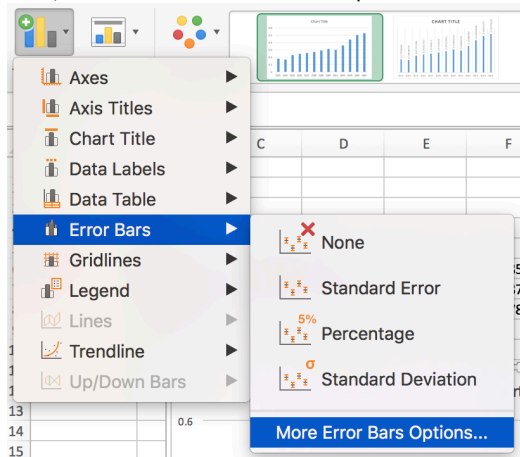 Chart Title
CHART TITLE
Axes
Axis Titles
Chart Title
Data Labels
Data Table
Error Bars
Gridlines
Legend
Lines
Trendline
Up/Down Bars
C D E F
None
Standard Error
5%
Percentage
σ
Standard Deviation
More Error Bars Options...
13
14
15
0.6